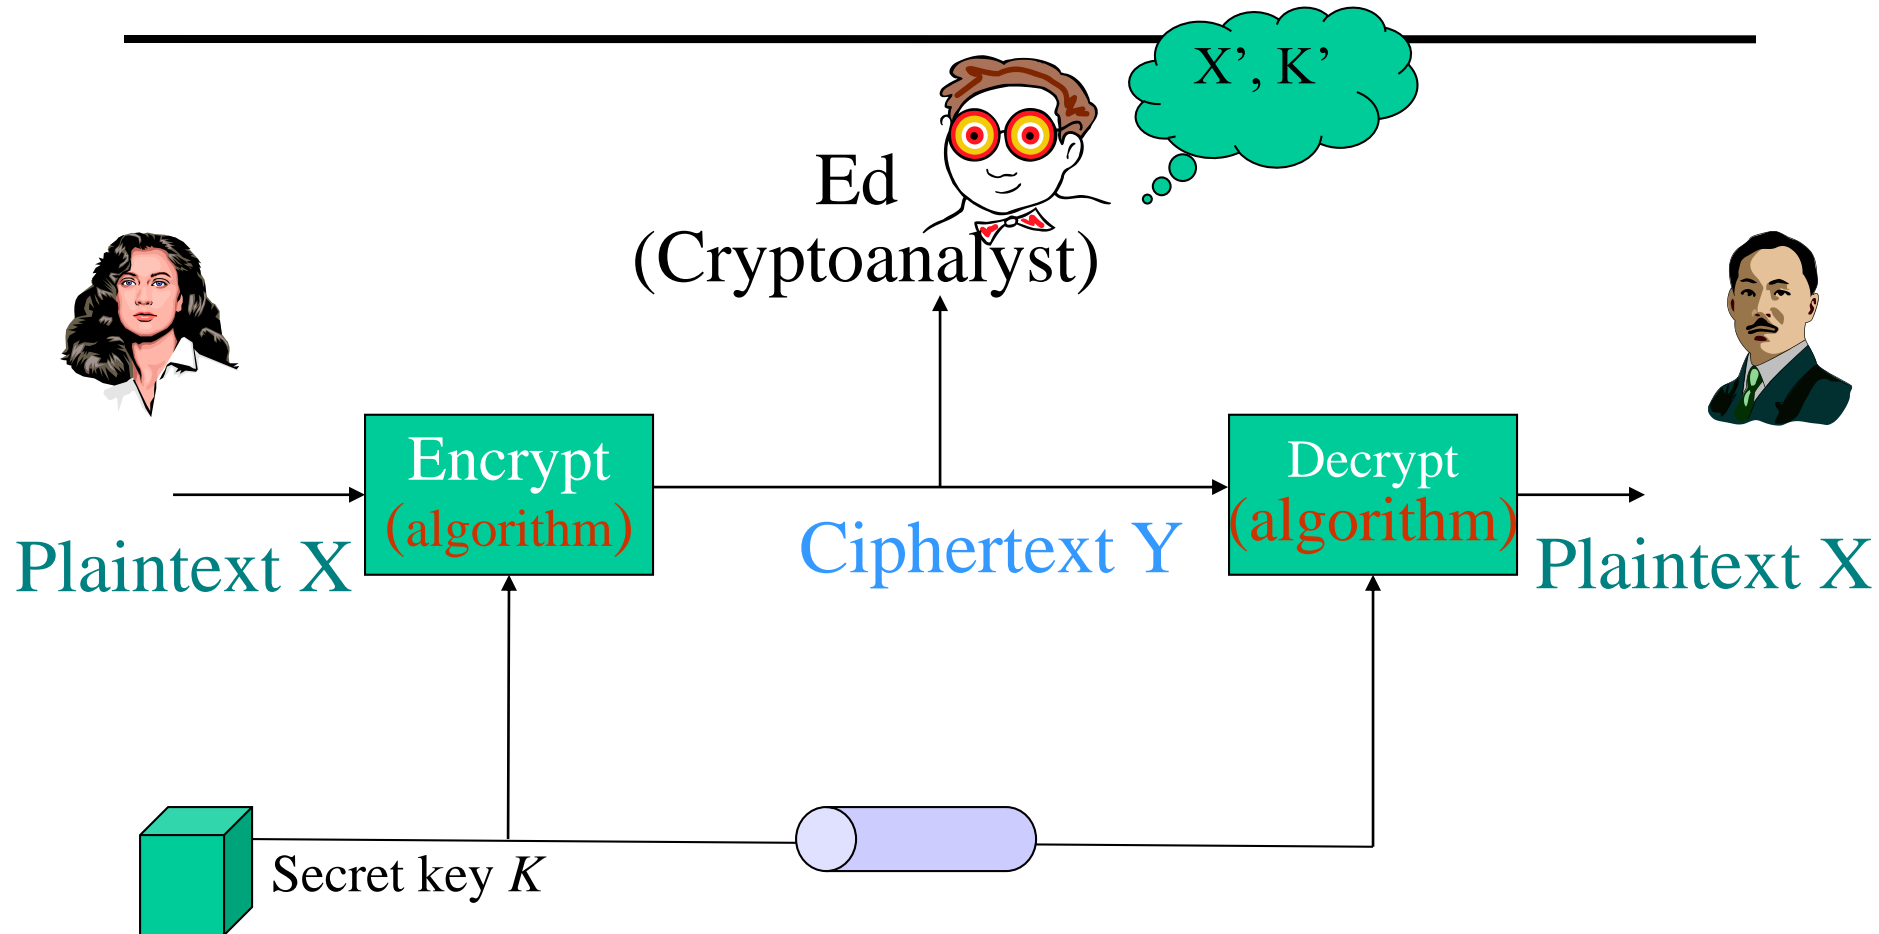 X’, K’
Ed
(Cryptoanalyst)
Encrypt
(algorithm)
Decrypt
(algorithm)
Plaintext X
Ciphertext Y
Plaintext X
Secret key K